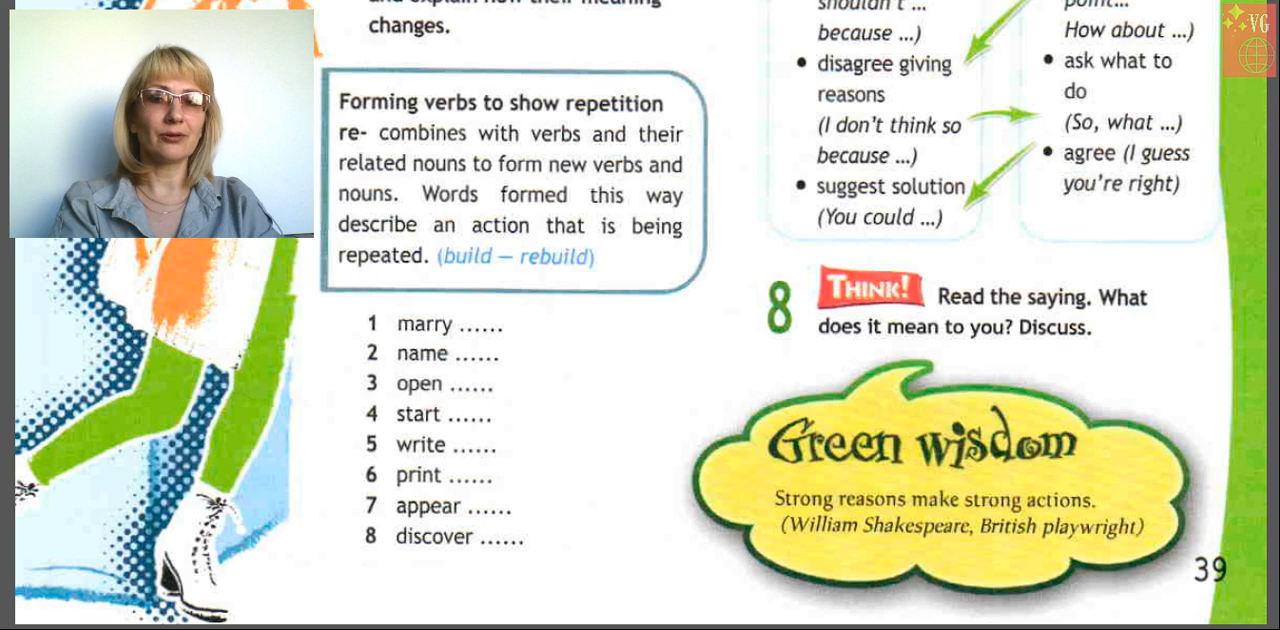 changes.
Forming verbs to show repetition
re- combines with verbs and their
related nouns to form new verbs and
nouns. Words formed this way
describe an action that is being
repeated. (build – rebuild)
1 marry ......
2 name ......
3 open ......
4 start ......
5 write ......
6 print ......
7 appear ......
8 discover ......
shouldn't ...
because ...)
• disagree giving
reasons
(I don't think so
because ...)
• suggest solution
(You could ...)
point...
How about ...)
• ask what to
do
(So, what ...)
• agree (I guess
you're right)
8 THINK! Read the saying. What
does it mean to you? Discuss.
Green wisdom
Strong reasons make strong actions.
(William Shakespeare, British playwright)
39
VG